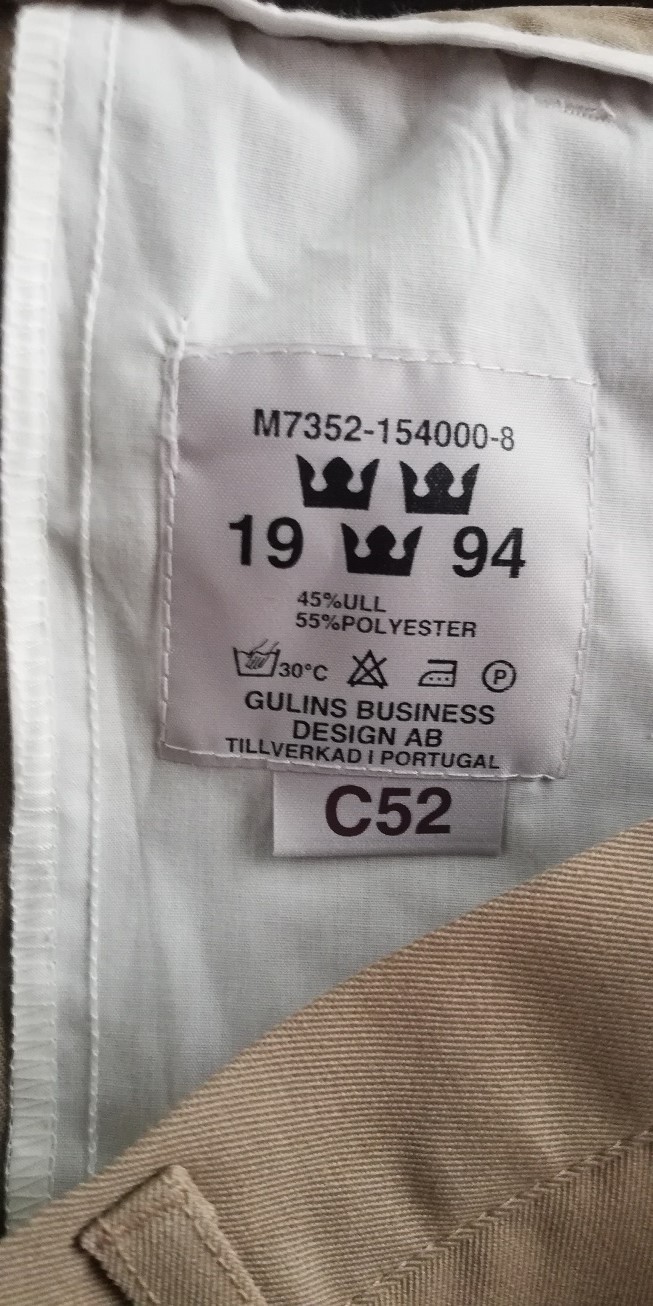 M7352-154000-8
19 94
45%ULL
55%POLYESTER
30°C P
GULINS BUSINESS
DESIGN AB
TILLVERKAD I PORTUGAL
C52